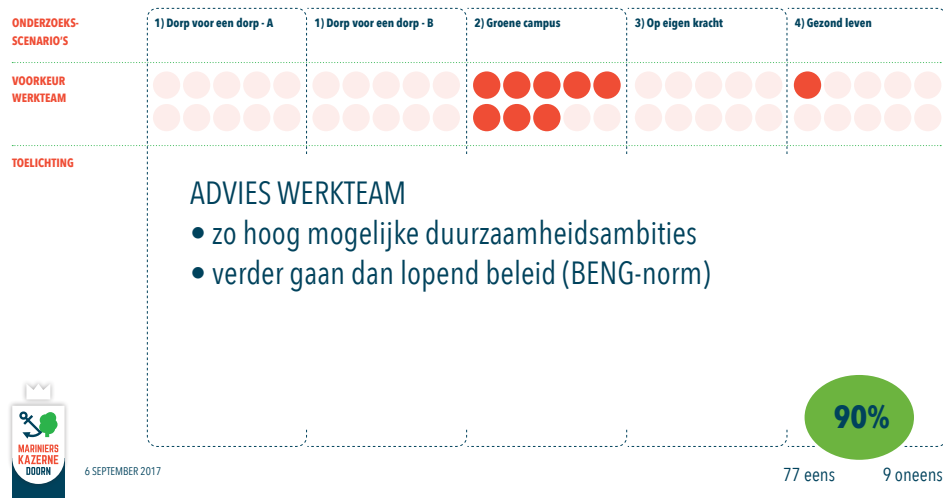 ONDERZOEKS-
SCENARIO'S
1) Dorp voor een dorp - A
1) Dorp voor een dorp - B
2) Groene campus
3) Op eigen kracht
4) Gezond leven
VOORKEUR
WERKTEAM
TOELICHTING
ADVIES WERKTEAM
• zo hoog mogelijke duurzaamheidsambities
• verder gaan dan lopend beleid (BENG-norm)
90%
MARINIERS
KAZERNE
DOORN
6 SEPTEMBER 2017
77 eens
9 oneens